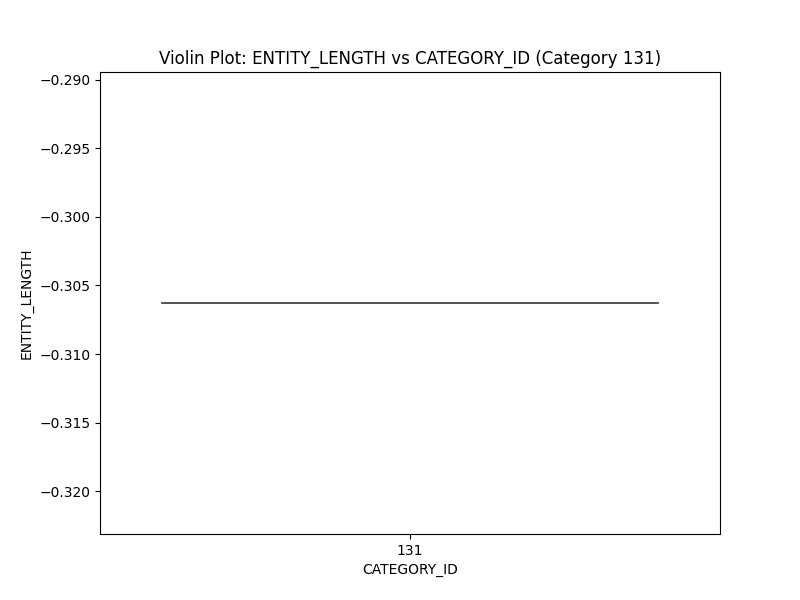 Violin Plot: ENTITY_LENGTH vs CATEGORY_ID (Category 131)
−0.290
−0.295
−0.300
−0.305
−0.310
−0.315
−0.320
ENTITY_LENGTH
131
CATEGORY_ID